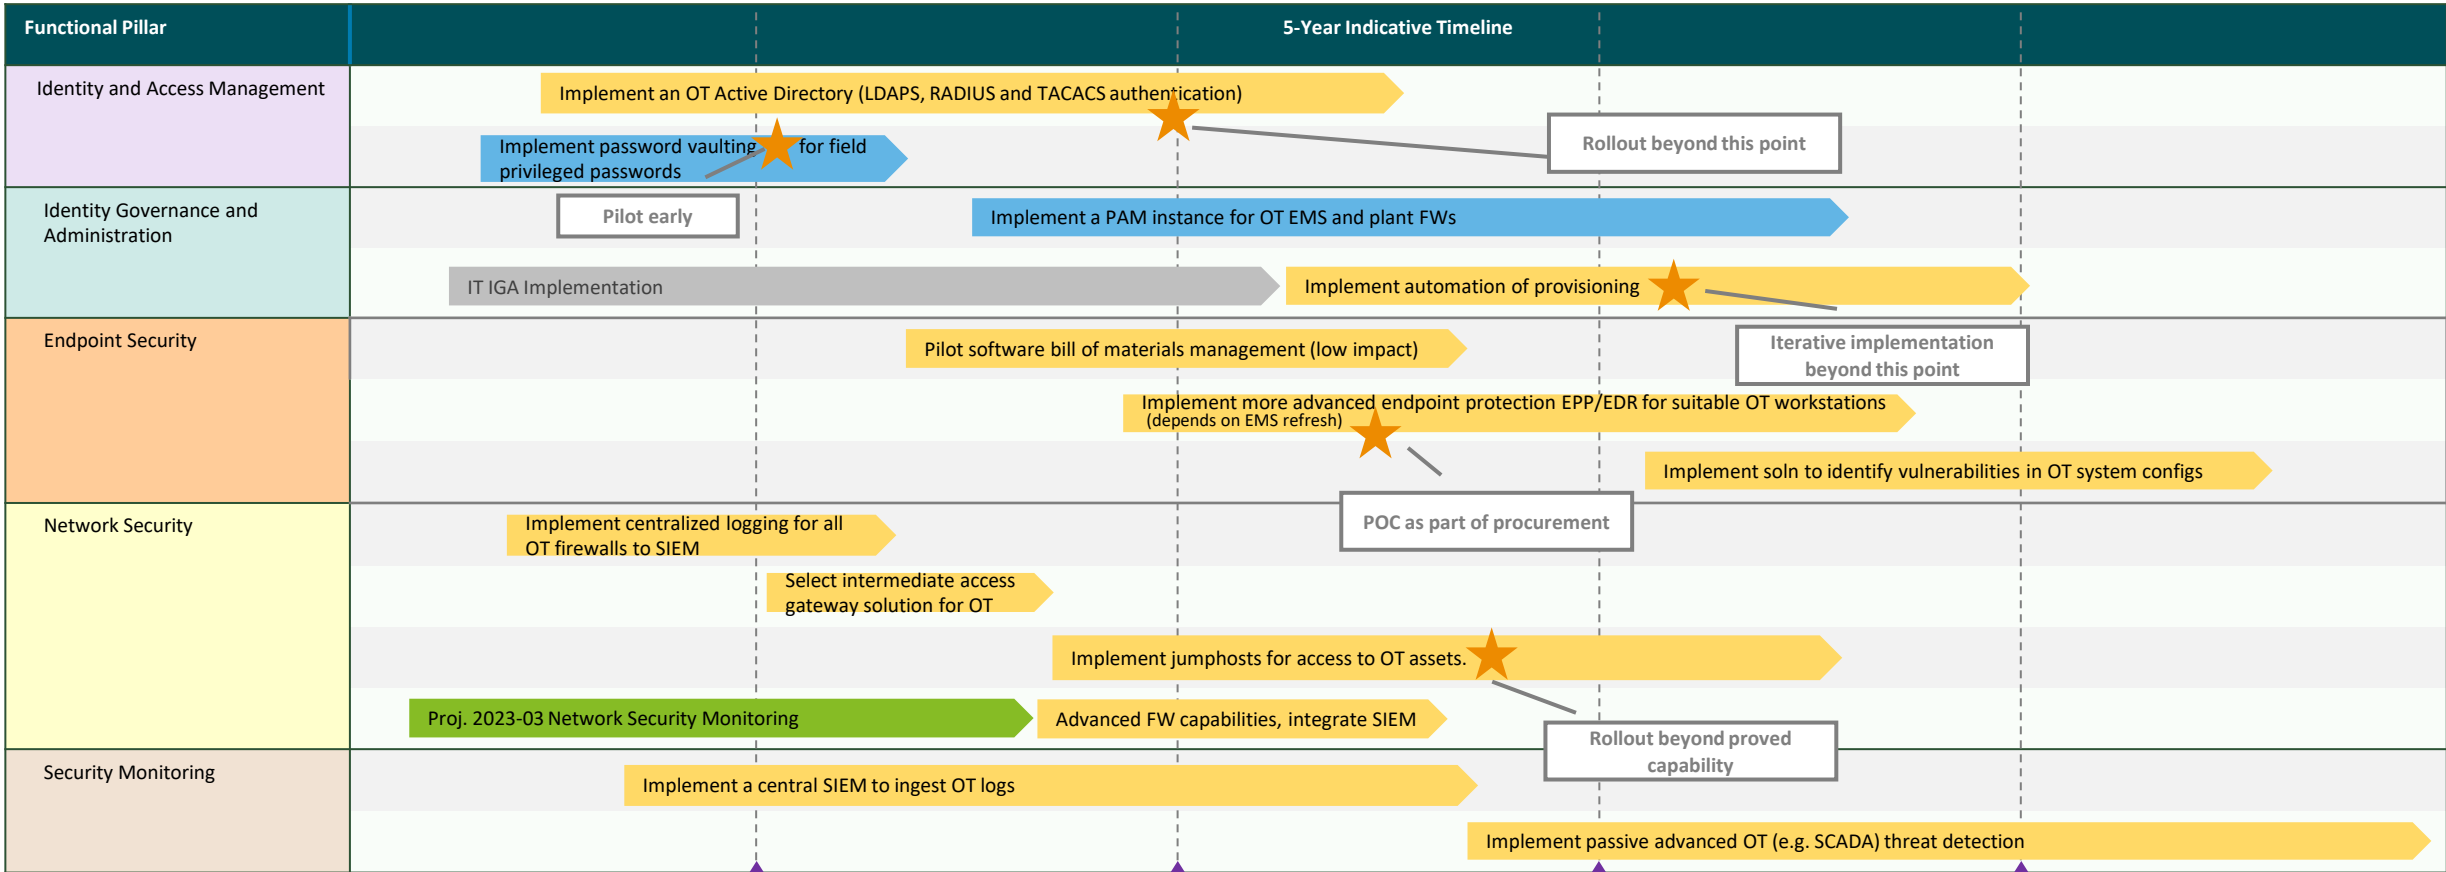 Functional Pillar
5-Year Indicative Timeline
Identity and Access Management
Implement an OT Active Directory (LDAPS, RADIUS and TACACS authentication)
Rollout beyond this point
Implement password vaulting for field
privileged passwords
Identity Governance and
Administration
Pilot early
Implement a PAM instance for OT EMS and plant FWs
IT IGA Implementation
Implement automation of provisioning
Endpoint Security
Pilot software bill of materials management (low impact)
Iterative implementation
beyond this point
Implement more advanced endpoint protection EPP/EDR for suitable OT workstations
(depends on EMS refresh)
Implement soln to identify vulnerabilities in OT system configs
Network Security
Implement centralized logging for all
OT firewalls to SIEM
POC as part of procurement
Select intermediate access
gateway solution for OT
Implement jumphosts for access to OT assets.
Proj. 2023-03 Network Security Monitoring
Advanced FW capabilities, integrate SIEM
Rollout beyond proved
capability
Security Monitoring
Implement a central SIEM to ingest OT logs
Implement passive advanced OT (e.g. SCADA) threat detection